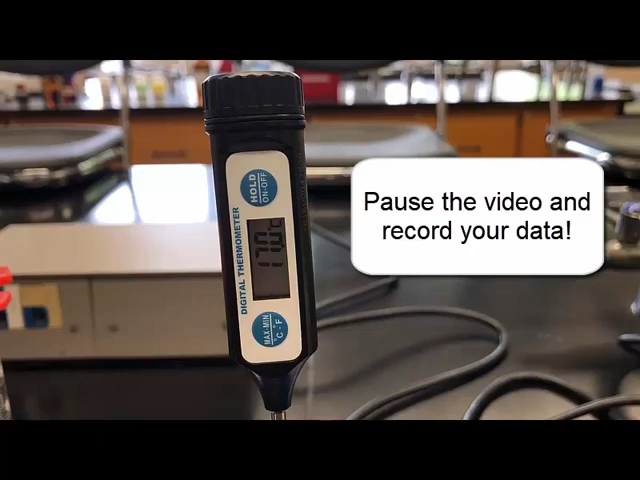 Pause the video and
record your data!
HOLD
ON-OFF
17.0°C
DIGITAL THERMOMETER
MAX-MIN
°C - °F